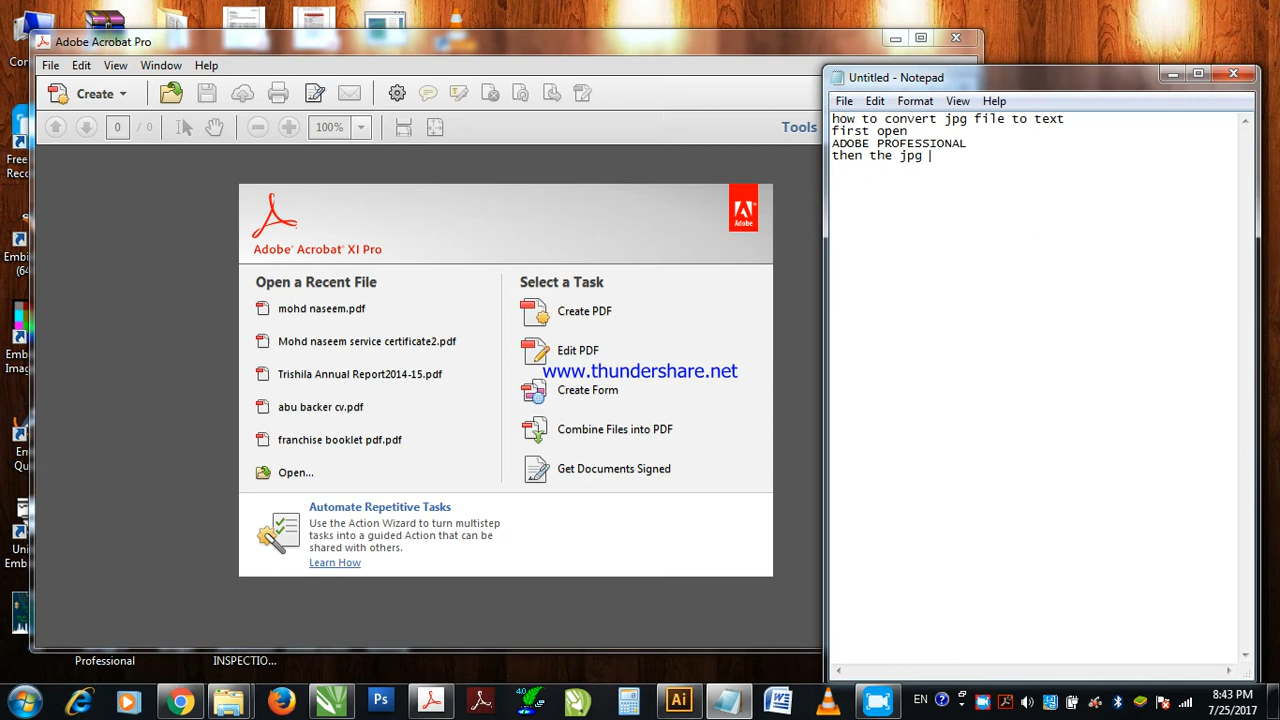 Adobe Acrobat Pro
File Edit View Window Help
Create
0 / 0 100% Tools
Adobe
Adobe® Acrobat® XI Pro
Open a Recent File
mohd naseem.pdf
Mohd naseem service certificate2.pdf
Trishila Annual Report2014-15.pdf
abu backer cv.pdf
franchise booklet pdf.pdf
Open...
Select a Task
Create PDF
Edit PDF
www.thundershare.net
Create Form
Combine Files into PDF
Get Documents Signed
Automate Repetitive Tasks
Use the Action Wizard to turn multistep
tasks into a guided Action that can be
shared with others.
Learn How
Untitled - Notepad
File Edit Format View Help
how to convert jpg file to text
first open
ADOBE PROFESSIONAL
then the jpg
Free
Professional
INSPECTIO...
Ps
Ai
EN
8:43 PM
7/25/2017